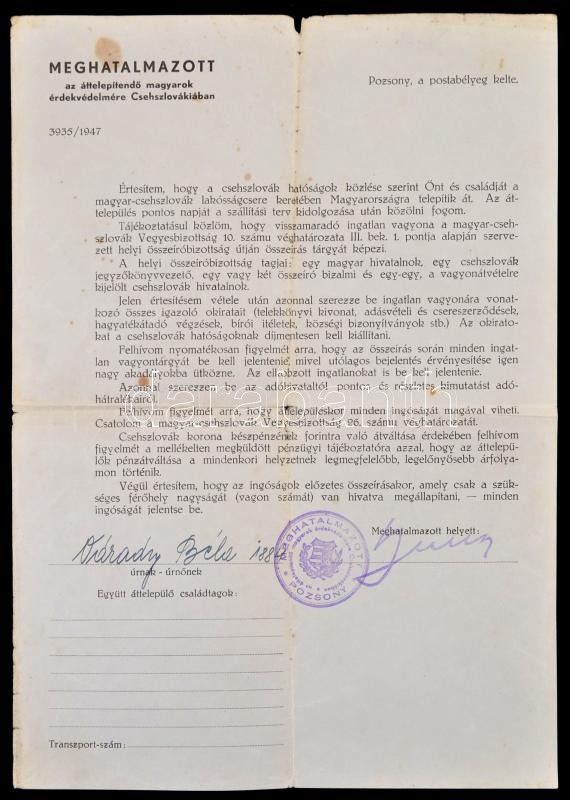 MEGHATALMAZOTT
az áttelepítendő magyarok
érdekvédelmére Csehszlovákiában
Pozsony, a postabélyeg kelte.
3935/1947
Értesítem, hogy a csehszlovák hatóságok közlése szerint Önt és családját a
magyar-csehszlovák lakósságcsere keretében Magyarországra telepítik át. Az át-
település pontos napját a szállítási terv kidolgozása után közölni fogom.
Tájékoztatásul közlöm, hogy visszamaradó ingatlan vagyona a magyar-cseh-
szlovák Vegyesbizottság 10. számú véghatározata III. bek. 1. pontja alapján szerve-
zett helyi összeíróbizottság útján összeírás tárgyát képezi.
A helyi összeíróbizottság tagjai: egy magyar hivatalnok, egy csehszlovák
jegyzőkönyvvezető, egy vagy két összeíró bizalmi és egy-egy, a vagyonátvételre
kijelölt csehszlovák hivatalnok.
Jelen értesítésem vétele után azonnal szerezze be ingatlan vagyonára vonat-
kozó összes igazoló okiratait (telekkönyvi kivonat, adásvételi és csereszerződések,
hagyatékátadó végzések, bírói ítéletek, községi bizonyítványok stb.) Az okirato-
kat a csehszlovák hatóságoknak díjmentesen kell kiállítani.
Felhívom nyomatékosan figyelmét arra, hogy az összeírás során minden ingat-
lan vagyontárgyát be kell jelentenie, mivel utólagos bejelentés érvényesítése igen
nagy akadályokba ütközne. Az elkobzott ingatlanokat is be kell jelentenie.
Azonnal szerezzen be az adóhivataltól pontos és részletes kimutatást adó-
hátralékairól.
Felhívom figyelmét arra, hogy áttelepüléskor minden ingóságát magával viheti.
Csatolom a magyar-csehszlovák Vegyesbizottság 26. számú véghatározatát.
Csehszlovák korona készpénzének forintra való átváltása érdekében felhívom
figyelmét a mellékelten megküldött pénzügyi tájékoztatóra azzal, hogy az áttelepü-
lők pénzátváltása a mindenkori helyzetnek legmegfelelőbb, legelőnyösebb árfolya-
mon történik.
Végül értesítem, hogy az ingóságok előzetes összeírásakor, amely csak a szük-
séges férőhely nagyságát (vagon számát) van hivatva megállapítani, — minden
ingóságát jelentse be.
Meghatalmazott helyett:
Várady Béla
úrnak - úrnőnek
MEGHATALMAZOTT
POZSONY
Együtt áttelepülő családtagok:
Transzport-szám:
darabanth